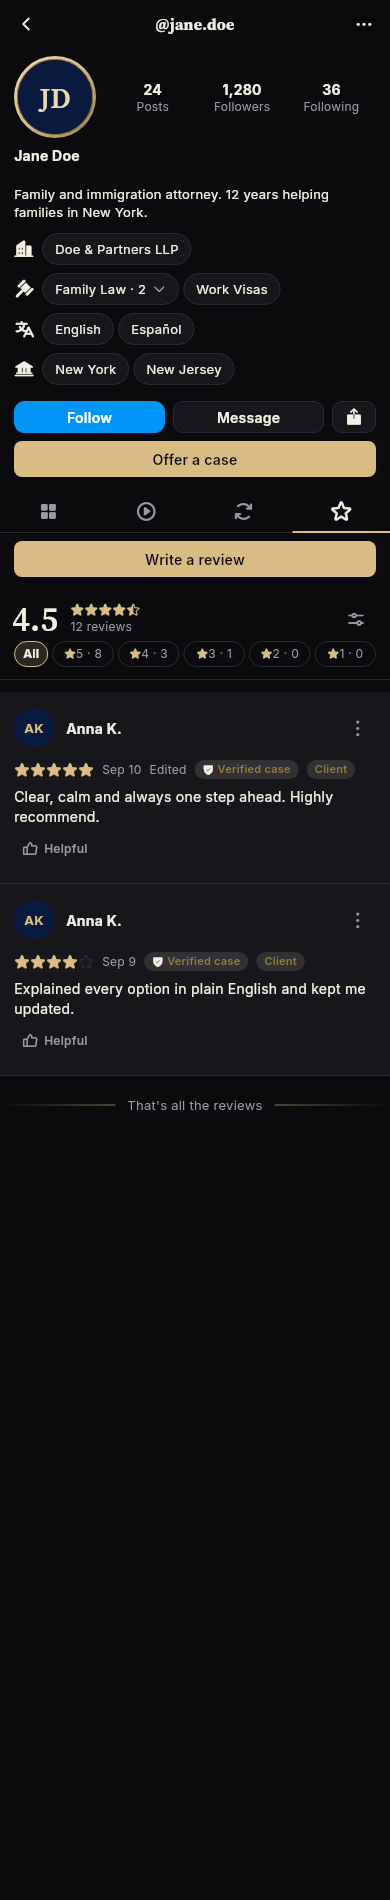 @jane.doe
JD
24
Posts
1,280
Followers
36
Following
Jane Doe
Family and immigration attorney. 12 years helping
families in New York.
Doe & Partners LLP
Family Law · 2
Work Visas
English
Español
New York
New Jersey
Follow
Message
Offer a case
Write a review
4.5
12 reviews
All
5 · 8
4 · 3
3 · 1
2 · 0
1 · 0
AK
Anna K.
Sep 10 Edited Verified case Client
Clear, calm and always one step ahead. Highly
recommend.
Helpful
AK
Anna K.
Sep 9 Verified case Client
Explained every option in plain English and kept me
updated.
Helpful
That's all the reviews